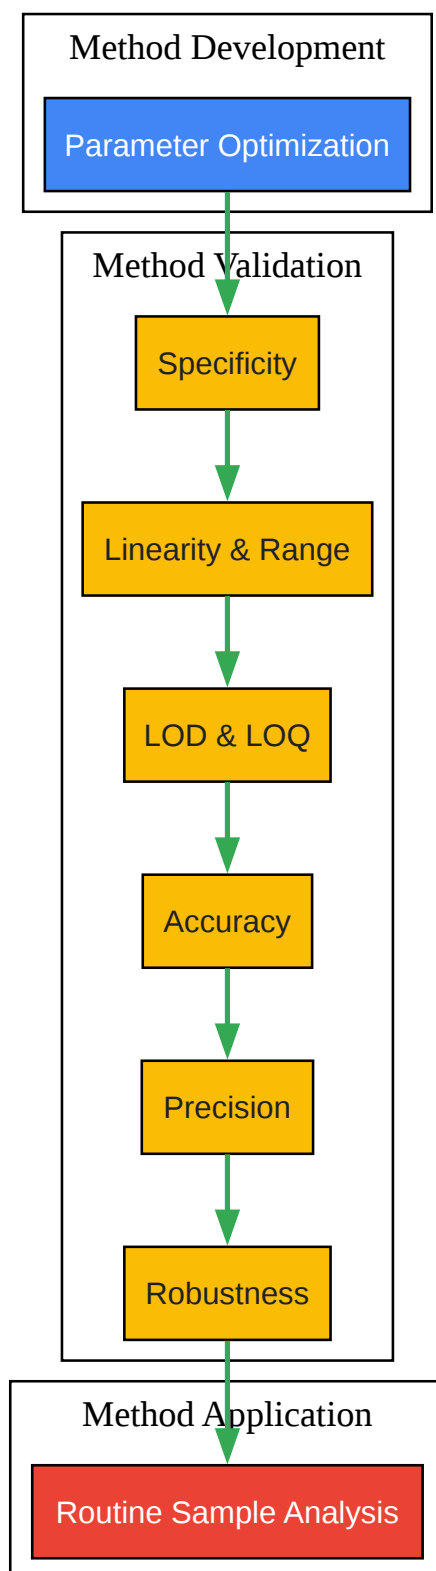 Method Development
Parameter Optimization
Method Validation
Specificity
Linearity & Range
LOD & LOQ
Accuracy
Precision
Robustness
Method Application
Routine Sample Analysis